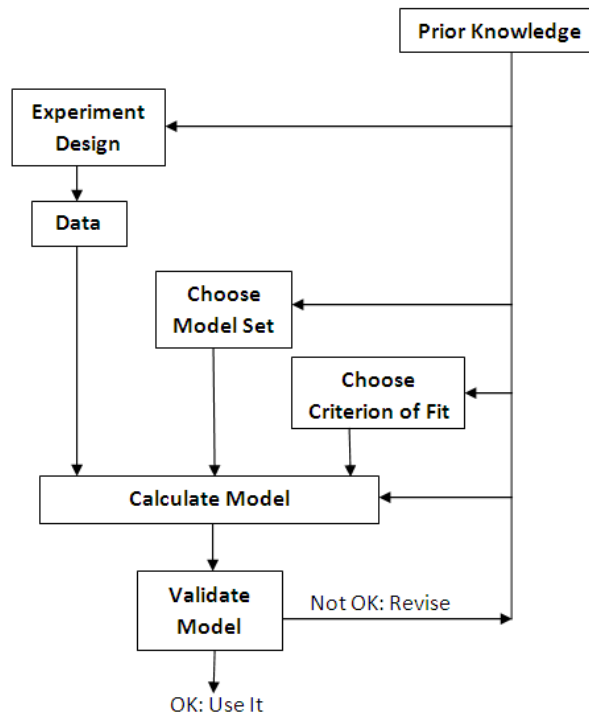 Prior Knowledge
Experiment
Design
Data
Choose
Model Set
Choose
Criterion of Fit
Calculate Model
Validate
Model
Not OK: Revise
OK: Use It